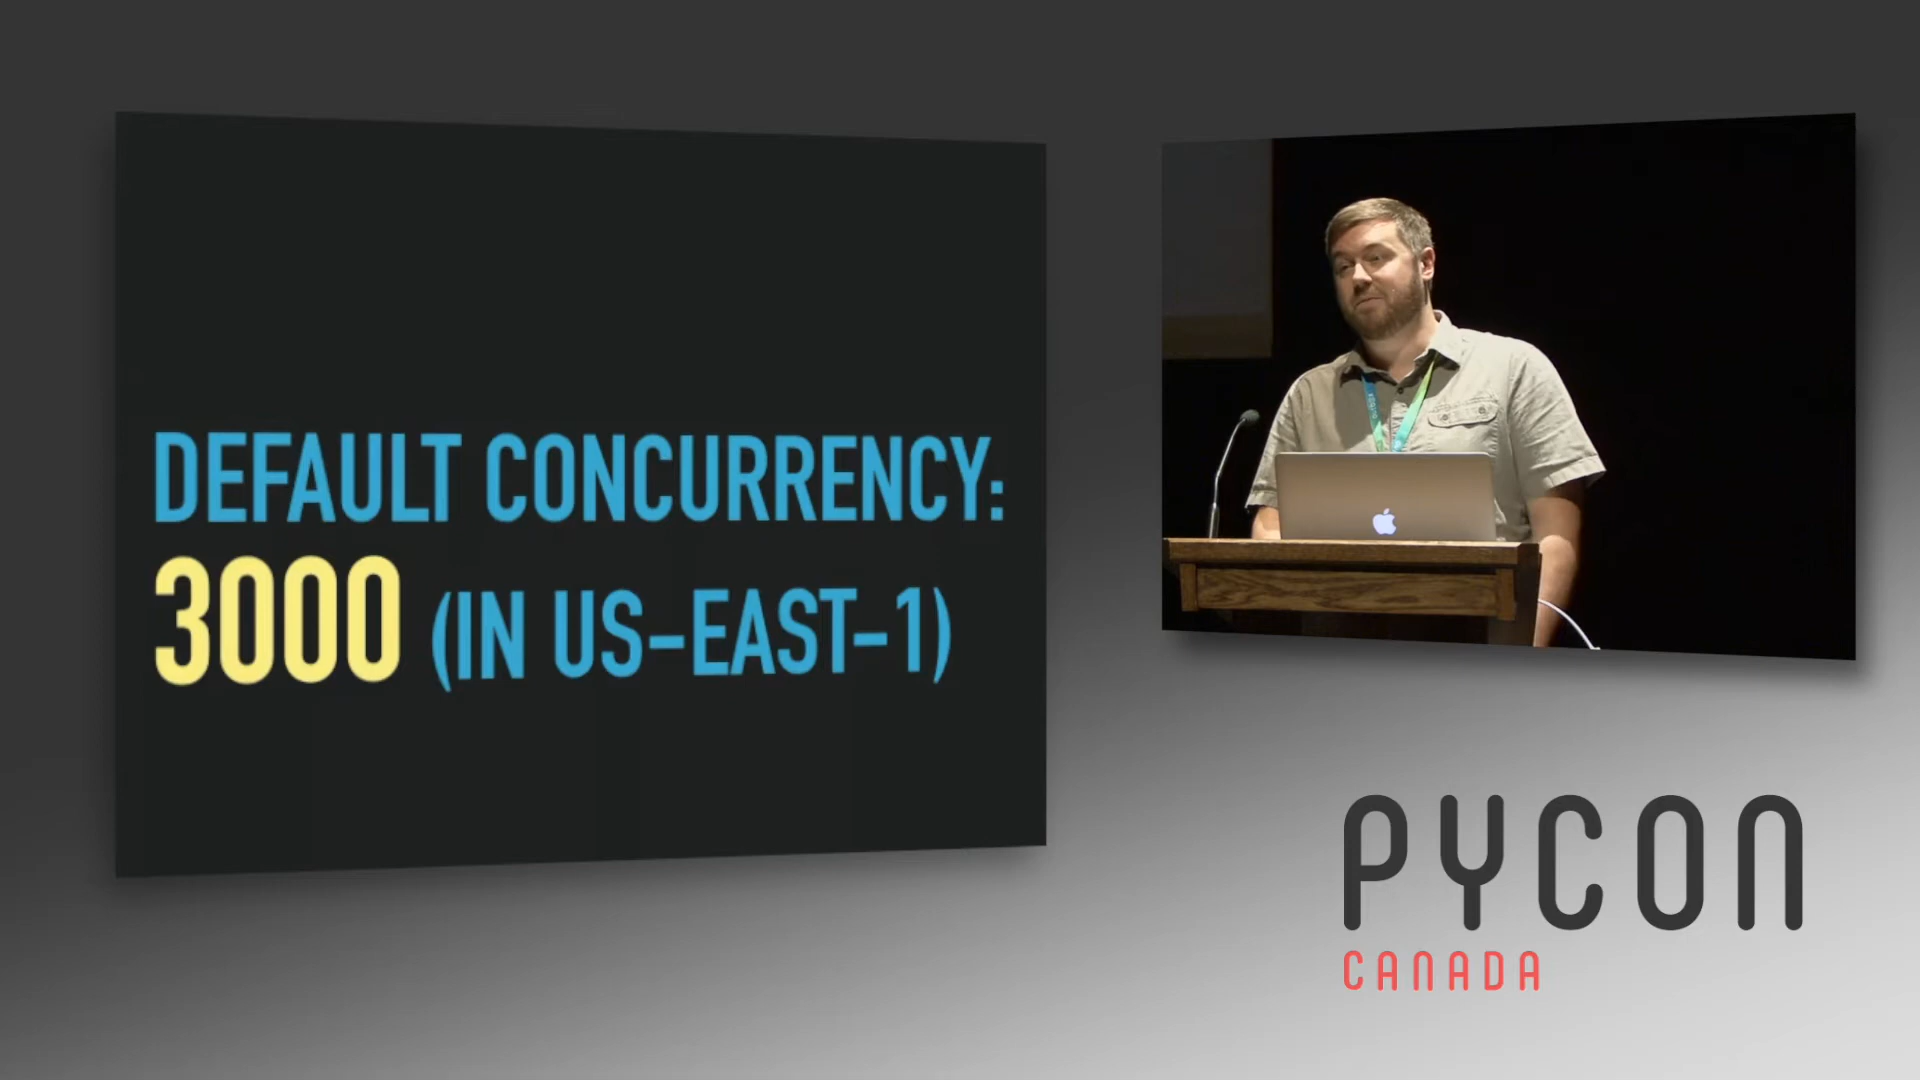 DEFAULT CONCURRENCY:
3000 (IN US-EAST-1)
PYCON
CANADA